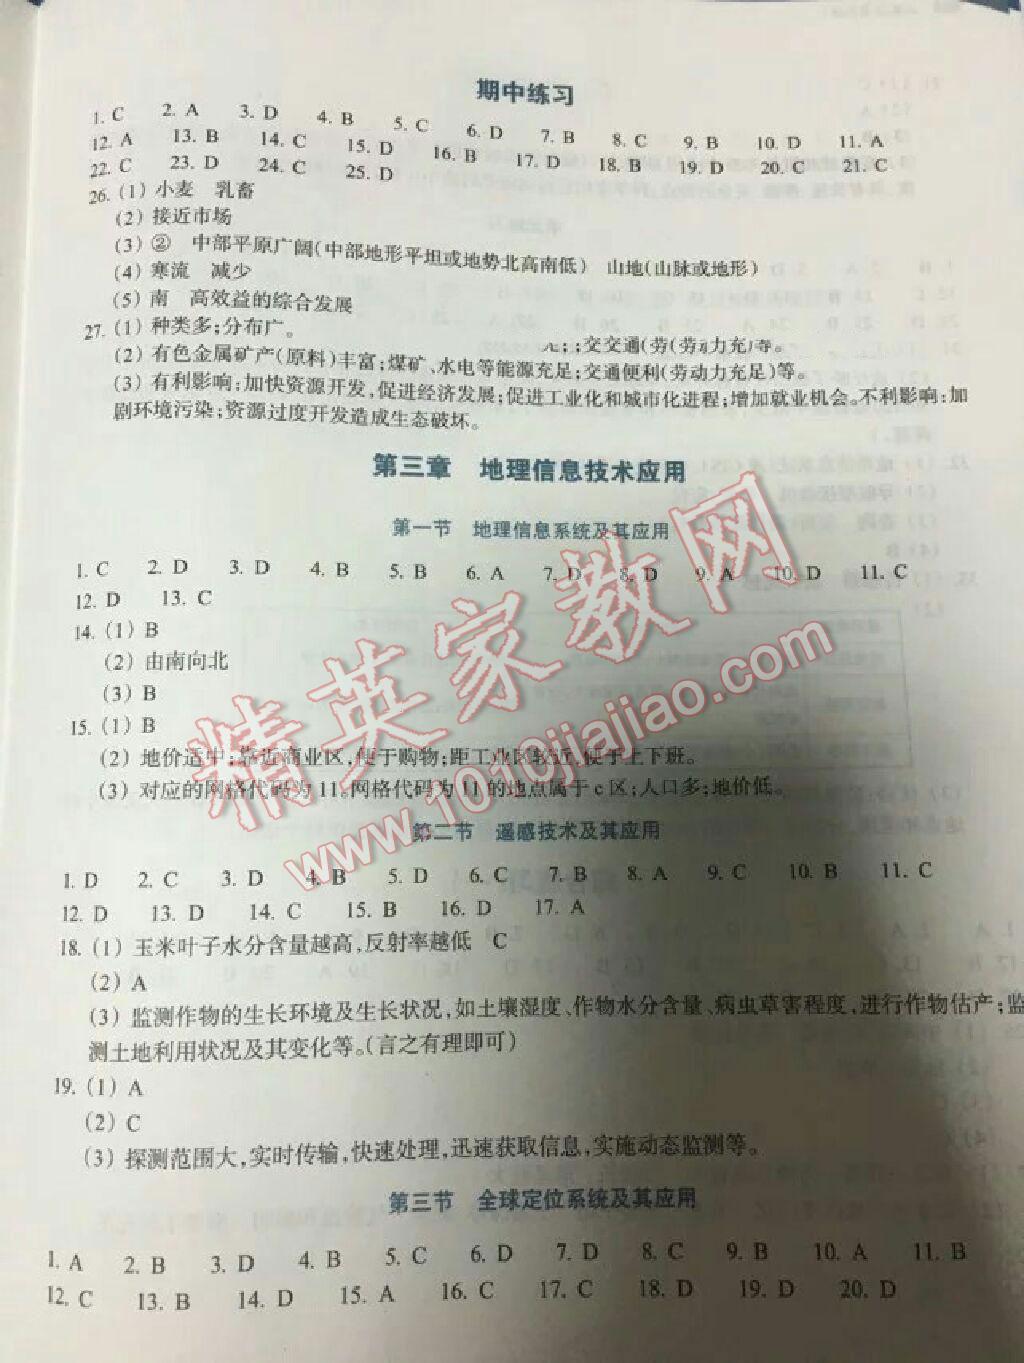 期中练习
1. C 2. A 3. D 4. B 5. C 6. D 7. B 8. C 9. B 10. D 11. A
12. A 13. B 14. C 15. D 16. B 17. D 18. B 19. D 20. C 21. C
22. C 23. D 24. C 25. D
26. (1) 小麦 乳畜
(2) 接近市场
(3) ② 中部平原广阔(中部地形平坦或地势北高南低) 山地(山脉或地形)
(4) 寒流 减少
(5) 南 高效益的综合发展
27. (1) 种类多;分布广。
(2) 有色金属矿产(原料)丰富;煤矿、水电等能源充足;交通便利(劳动力充足)等。
(3) 有利影响:加快资源开发,促进经济发展;促进工业化和城市化进程;增加就业机会。不利影响:加
剧环境污染;资源过度开发造成生态破坏。
第三章 地理信息技术应用
第一节 地理信息系统及其应用
1. C 2. D 3. D 4. B 5. B 6. A 7. D 8. D 9. A 10. D 11. C
12. D 13. C
14. (1) B
(2) 由南向北
(3) B
15. (1) B
(2) 地价适中;靠近商业区,便于购物;距工业区较近,便于上下班。
(3) 对应的网格代码为11。网格代码为11的地点属于c区;人口多;地价低。
第二节 遥感技术及其应用
1. D 2. C 3. D 4. B 5. D 6. C 7. B 8. A 9. C 10. B 11. C
12. D 13. D 14. C 15. B 16. D 17. A
18. (1) 玉米叶子水分含量越高,反射率越低 C
(2) A
(3) 监测作物的生长环境及生长状况,如土壤湿度、作物水分含量、病虫草害程度,进行作物估产;监
测土地利用状况及其变化等。(言之有理即可)
19. (1) A
(2) C
(3) 探测范围大,实时传输,快速处理,迅速获取信息,实施动态监测等。
第三节 全球定位系统及其应用
1. A 2. B 3. D 4. B 5. C 6. D 7. D 8. C 9. B 10. A 11. B
12. C 13. B 14. D 15. A 16. C 17. C 18. D 19. D 20. D
精英家教网
www.1010jiajiao.com